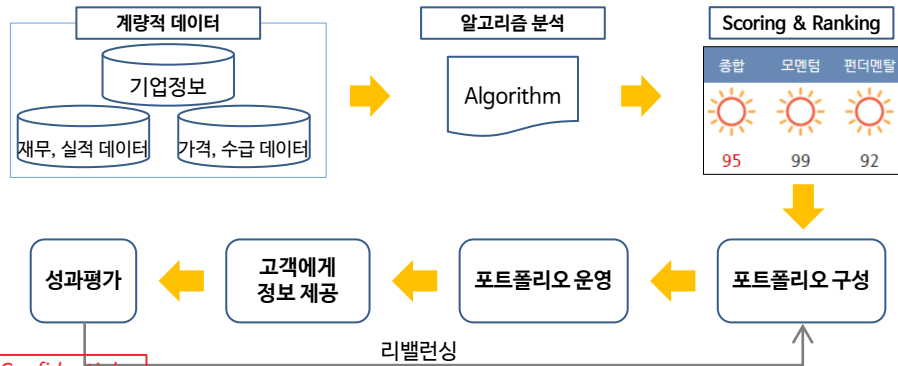 계량적 데이터
알고리즘 분석
Scoring & Ranking
기업정보
재무, 실적 데이터
가격, 수급 데이터
Algorithm
종합 모멘텀 펀더멘탈
95 99 92
성과평가
고객에게
정보 제공
포트폴리오 운영
포트폴리오 구성
리밸런싱